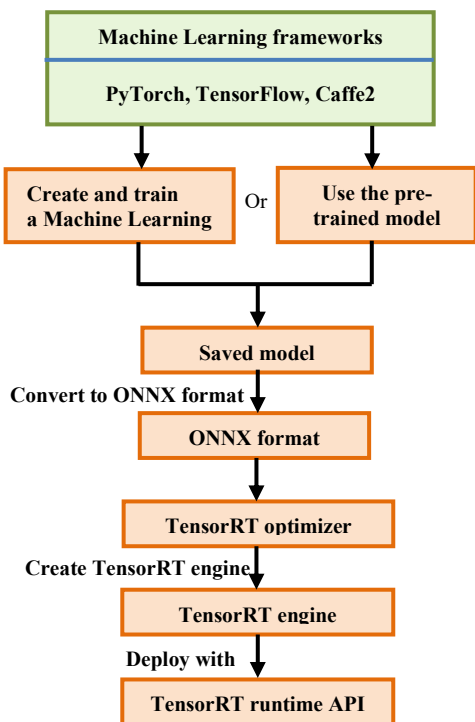 Machine Learning frameworks
PyTorch, TensorFlow, Caffe2
Create and train
a Machine Learning
Or
Use the pre-
trained model
Saved model
Convert to ONNX format
ONNX format
TensorRT optimizer
Create TensorRT engine
TensorRT engine
Deploy with
TensorRT runtime API